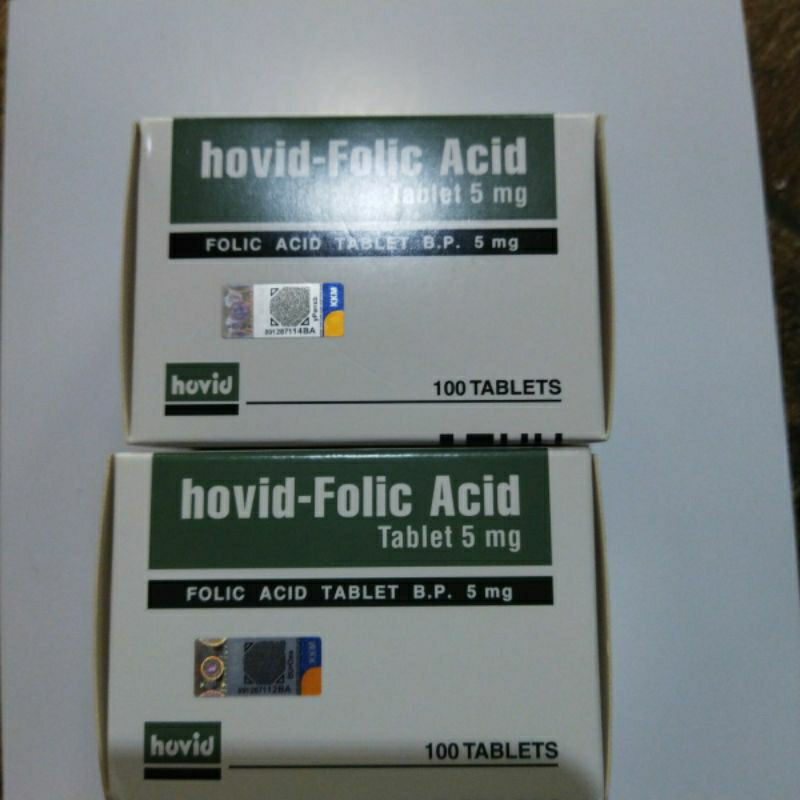 hovid-Folic Acid
Tablet 5 mg
FOLIC ACID TABLET B.P. 5 mg
KKM
hovid
100 TABLETS
hovid-Folic Acid
Tablet 5 mg
FOLIC ACID TABLET B.P. 5 mg
hovid
100 TABLETS